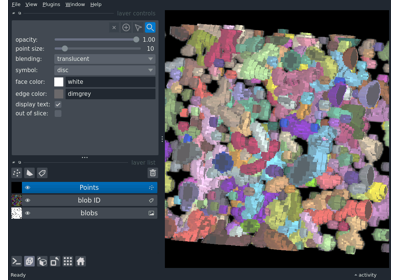 File View Plugins Window Help
layer controls
opacity: 1.00
point size: 10
blending: translucent
symbol: disc
face color: white
edge color: dimgrey
display text:
out of slice:
layer list
Points
blob ID
blobs
Ready
activity